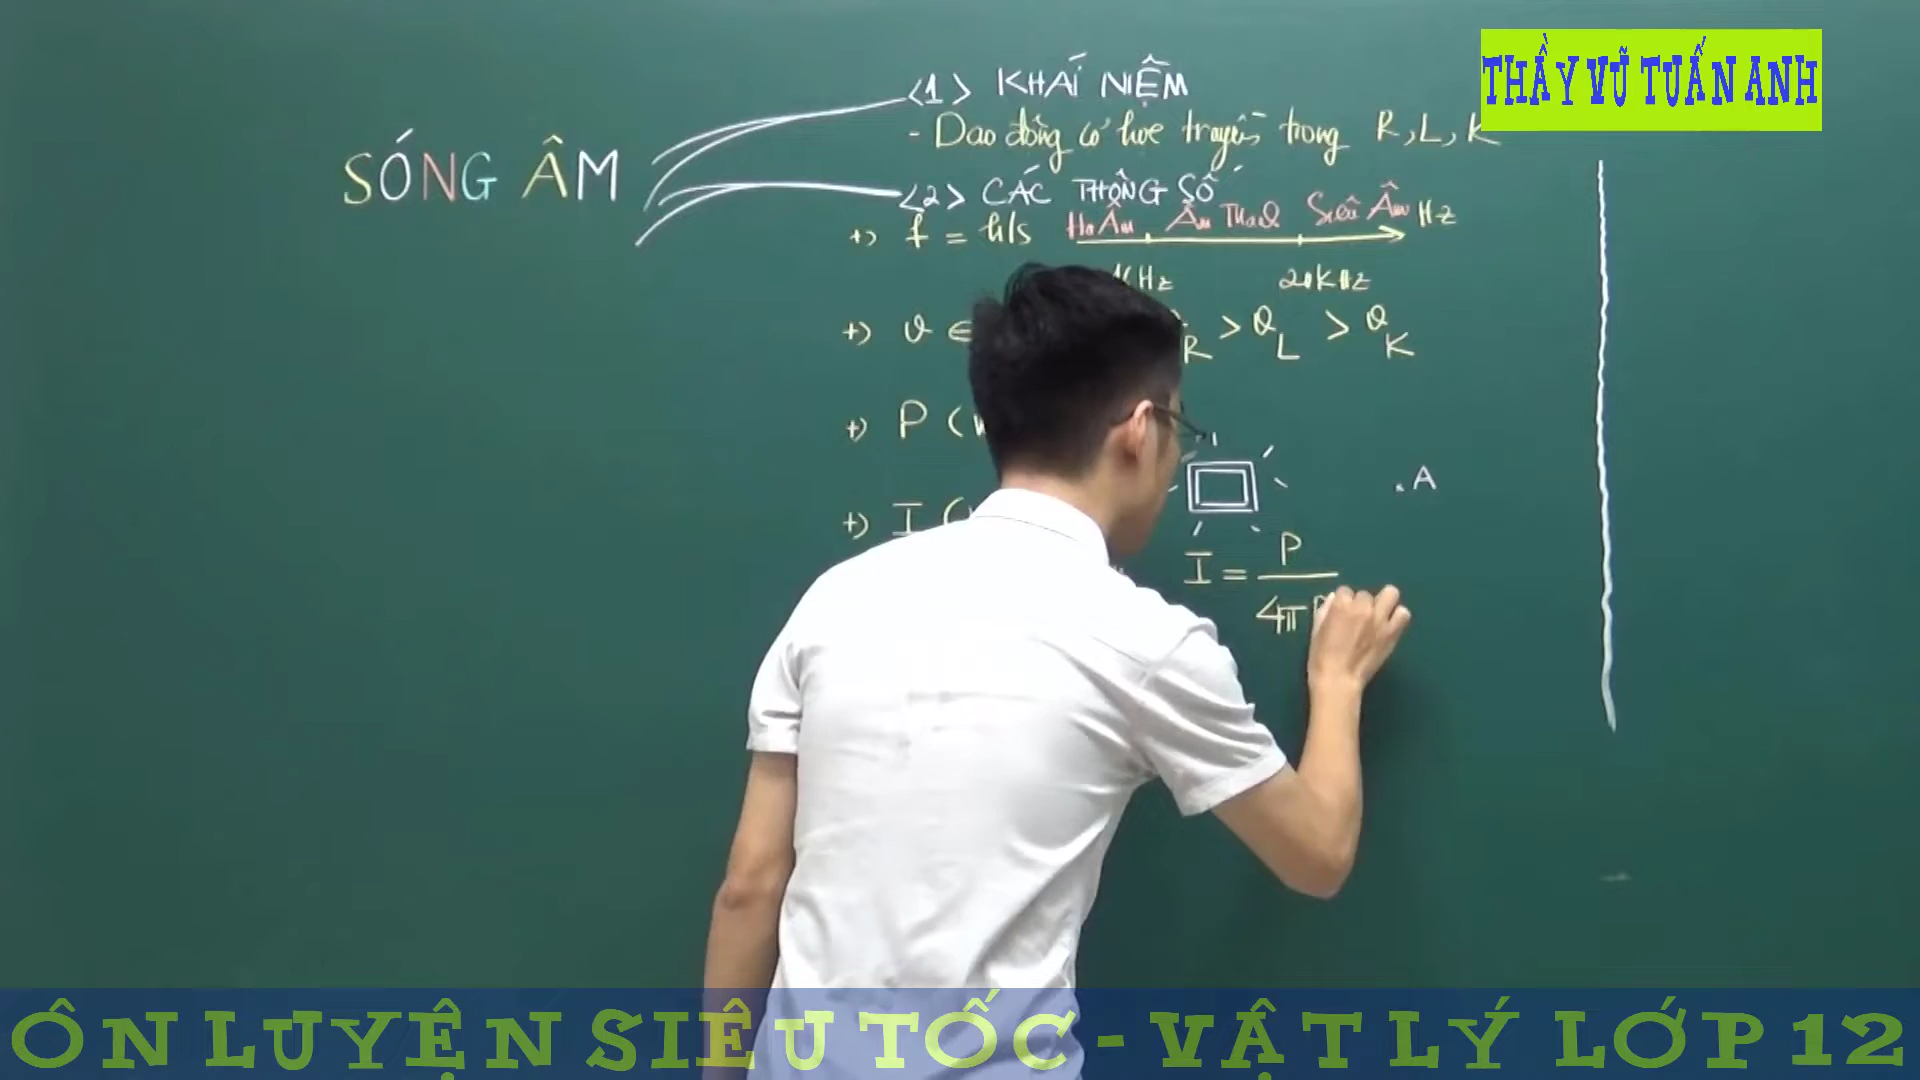 THẦY VŨ TUẤN ANH
SÓNG ÂM
<1> KHÁI NIỆM
- Dao động cơ học truyền trong R, L, K
<2> CÁC THÔNG SỐ
+) f = h/s
Hạ Âm Âm Thanh Siêu Âm Hz
KHz 20KHz
+) v ∈
R > v_L > v_K
+) P (
. A
+) I (
I = P / 4π
ÔN LUYỆN SIÊU TỐC - VẬT LÝ LỚP 12